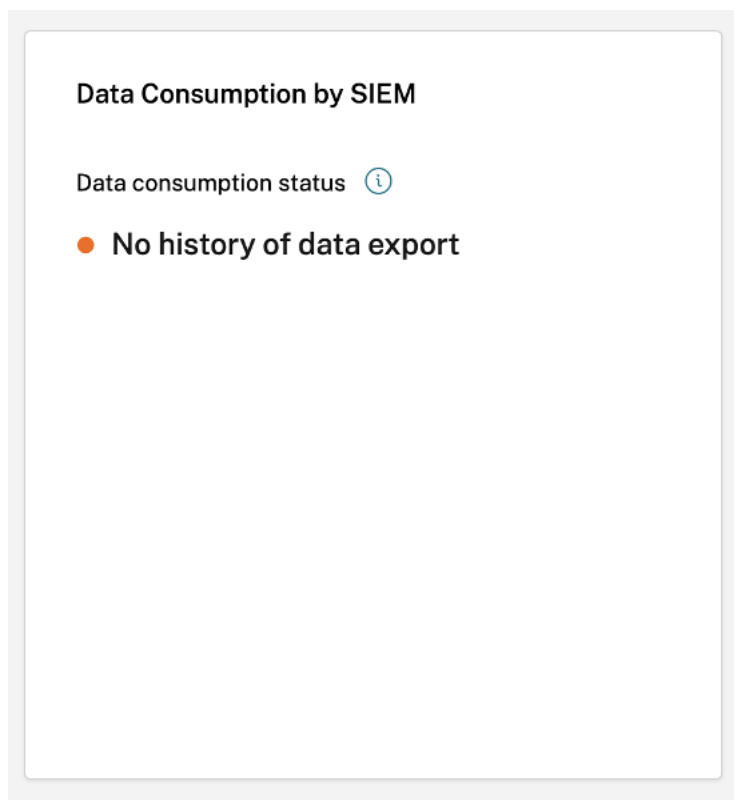 Data Consumption by SIEM
Data consumption status
No history of data export